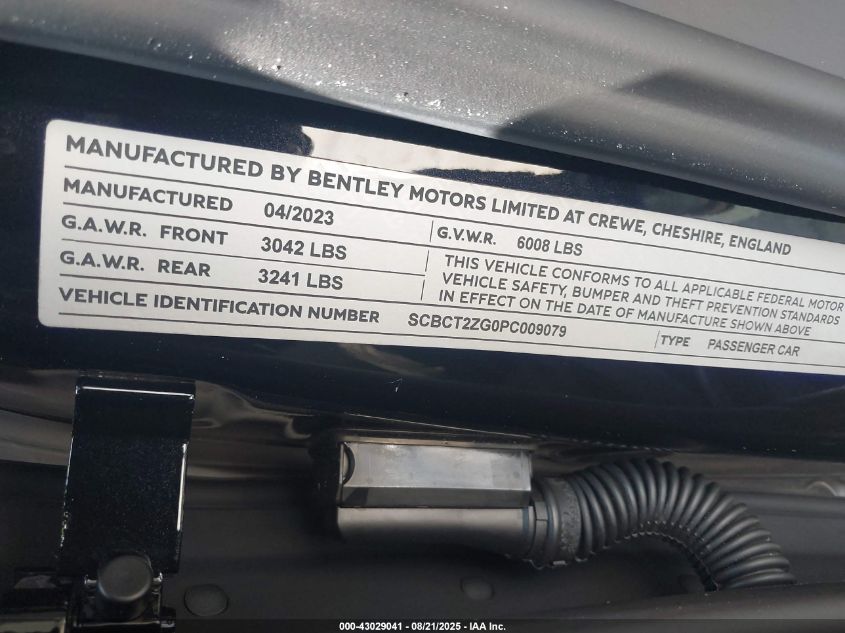 MANUFACTURED BY BENTLEY MOTORS LIMITED AT CREWE, CHESHIRE, ENGLAND
MANUFACTURED 04/2023
G.A.W.R. FRONT 3042 LBS
G.A.W.R. REAR 3241 LBS
G.V.W.R. 6008 LBS
THIS VEHICLE CONFORMS TO ALL APPLICABLE FEDERAL MOTOR
VEHICLE SAFETY, BUMPER AND THEFT PREVENTION STANDARDS
IN EFFECT ON THE DATE OF MANUFACTURE SHOWN ABOVE
VEHICLE IDENTIFICATION NUMBER SCBCT2ZG0PC009079
TYPE PASSENGER CAR
000-43029041 - 08/21/2025 - IAA Inc.